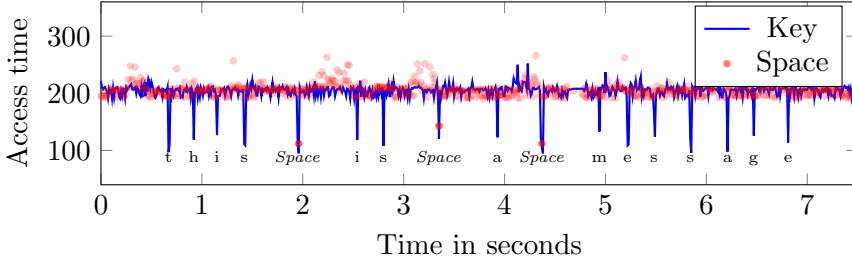 Access time
300
200
100
Key
Space
t h i s Space i s Space a Space m e s s a g e
0 1 2 3 4 5 6 7
Time in seconds